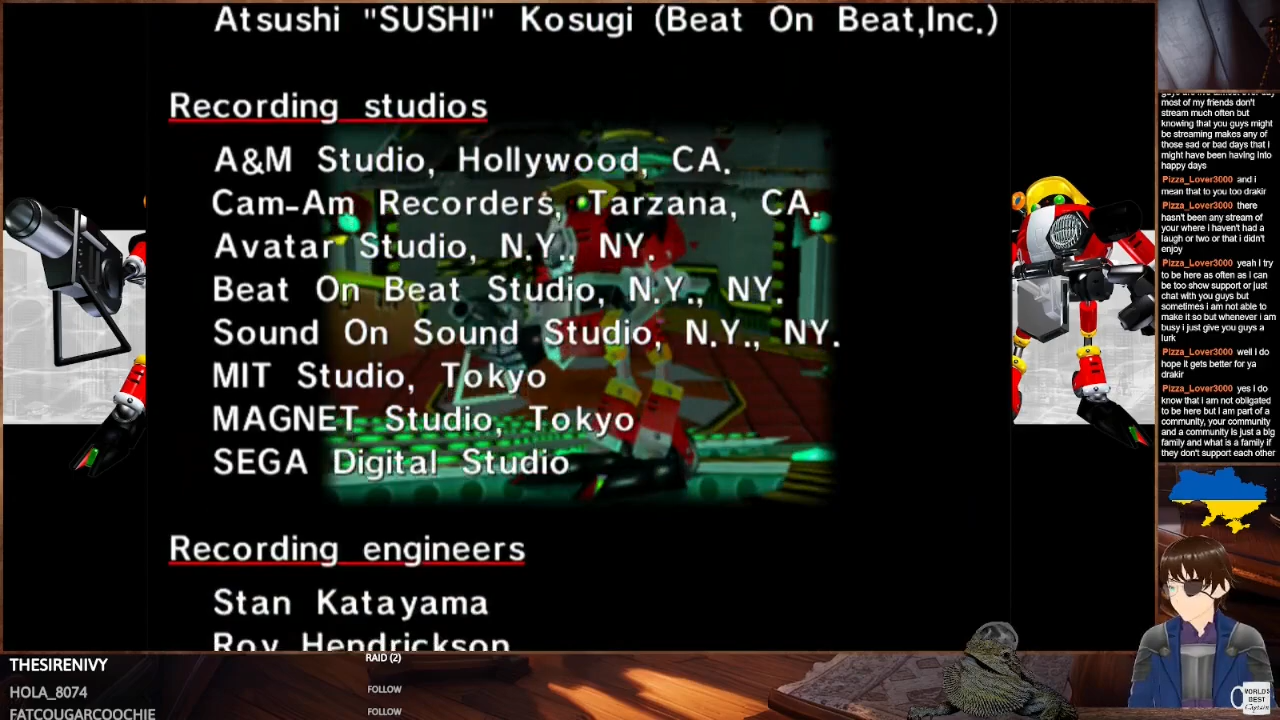 Atsushi "SUSHI" Kosugi (Beat On Beat,Inc.)
Recording studios
A&M Studio, Hollywood, CA.
Cam-Am Recorders, Tarzana, CA.
Avatar Studio, N.Y., NY.
Beat On Beat Studio, N.Y., NY.
Sound On Sound Studio, N.Y., NY.
MIT Studio, Tokyo
MAGNET Studio, Tokyo
SEGA Digital Studio
Recording engineers
Stan Katayama
Roy Hendrickson
most of my friends don't
stream much often but
knowing that you guys might
be streaming makes any of
those sad or bad days that i
might have been having into
happy days
Pizza_Lover3000 and i
mean that to you too drakir
Pizza_Lover3000 there
hasn't been any stream of
your where i haven't had a
laugh or two or that i didn't
enjoy
Pizza_Lover3000 yeah I try
to be here as often as I can
be too show support or just
chat with you guys but
sometimes i am not able to
make it so but whenever i am
busy i just give you guys a
lurk
Pizza_Lover3000 well I do
hope it gets better for ya
drakir
Pizza_Lover3000 yes i do
know that i am not obligated
to be here but i am part of a
community, your community
and a community is just a big
family and what is a family if
they don't support each other
THESIRENIVY
RAID (2)
HOLA_8074
FOLLOW
FATCOUGARCOOCHIE
FOLLOW
WORLD'S
BEST
Captain